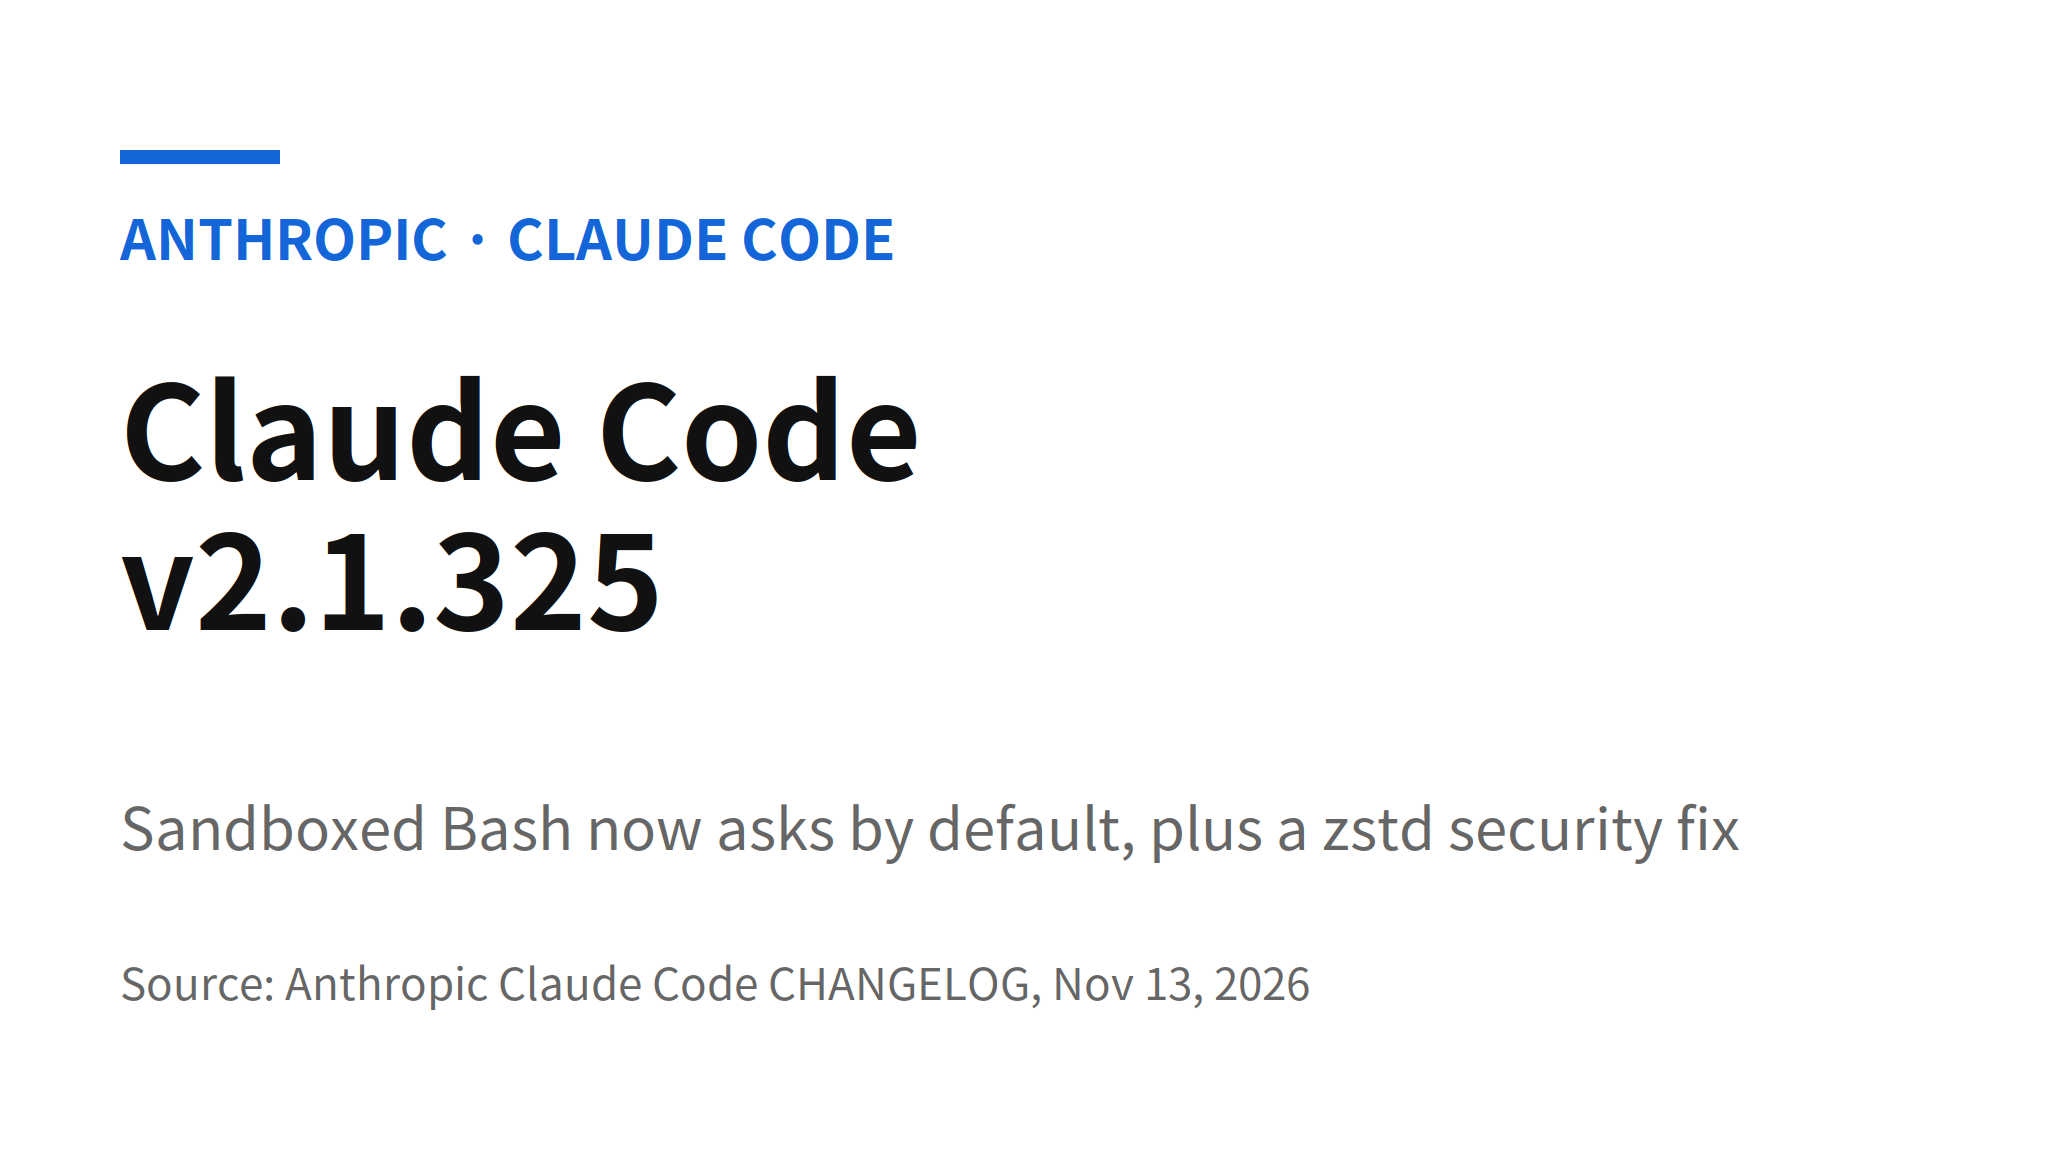 ANTHROPIC · CLAUDE CODE
Claude Code
v2.1.325
Sandboxed Bash now asks by default, plus a zstd security fix
Source: Anthropic Claude Code CHANGELOG, Nov 13, 2026